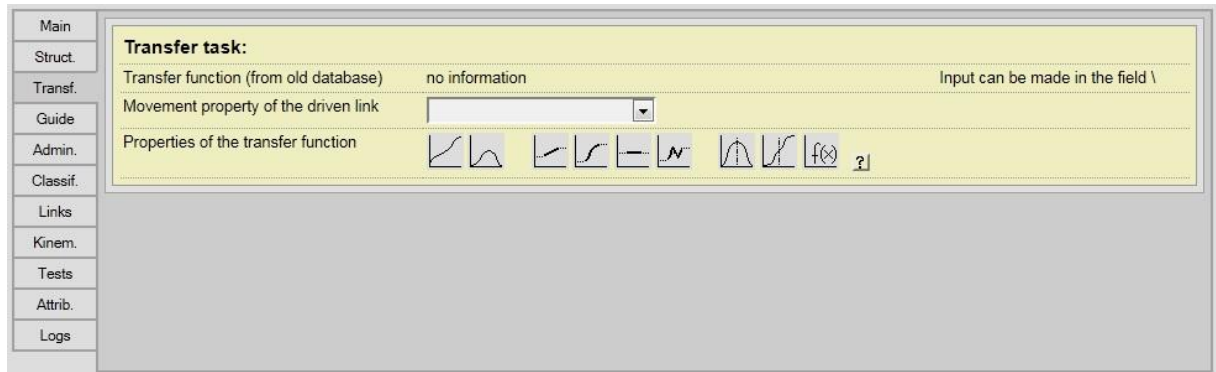 Main
Struct.
Transf.
Guide
Admin.
Classif.
Links
Kinem.
Tests
Attrib.
Logs
Transfer task:
Transfer function (from old database) no information Input can be made in the field \
Movement property of the driven link
Properties of the transfer function f(x) ?